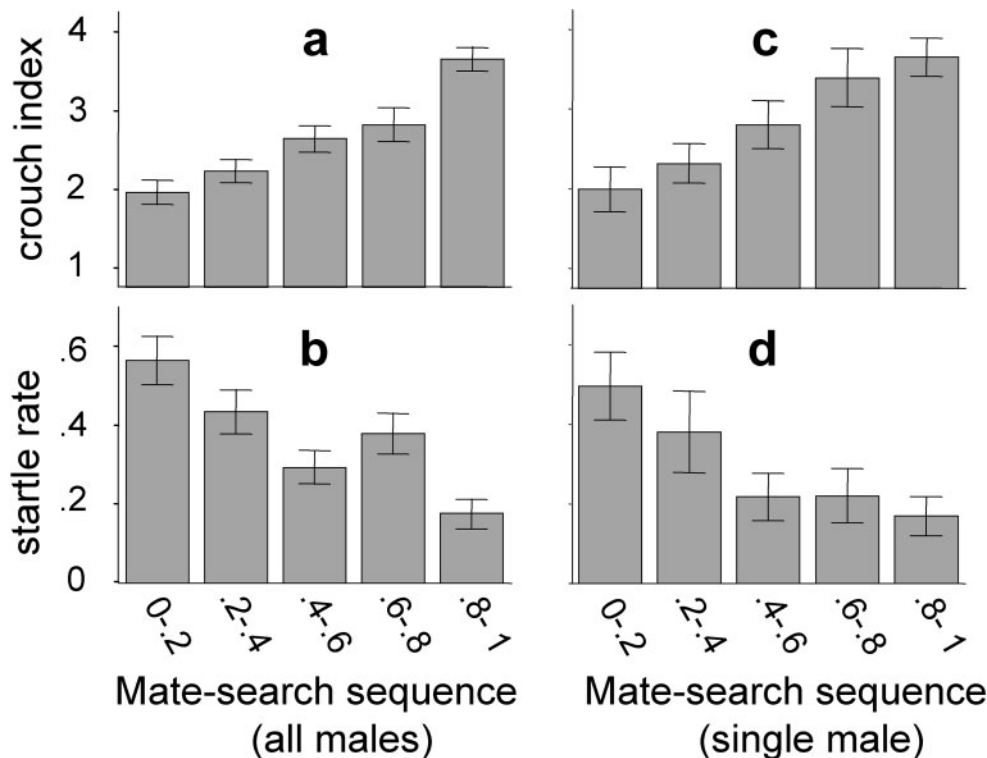 crouch index
4
3
2
1
a
c
startle rate
.6
.4
.2
0
b
d
0-.2
.2-.4
.4-.6
.6-.8
.8-1
0-.2
.2-.4
.4-.6
.6-.8
.8-1
Mate-search sequence
(all males)
Mate-search sequence
(single male)